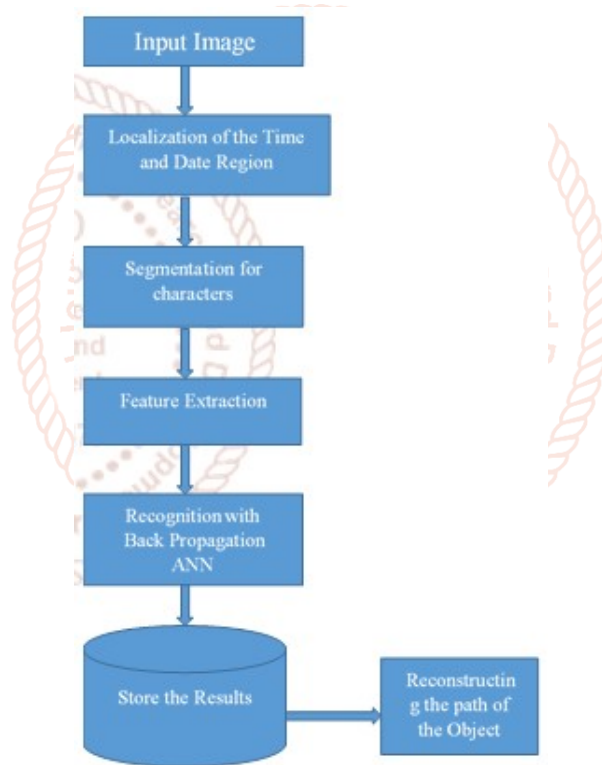 Input Image
Localization of the Time
and Date Region
Segmentation for
characters
Feature Extraction
Recognition with
Back Propagation
ANN
Store the Results
Reconstructin
g the path of
the Object